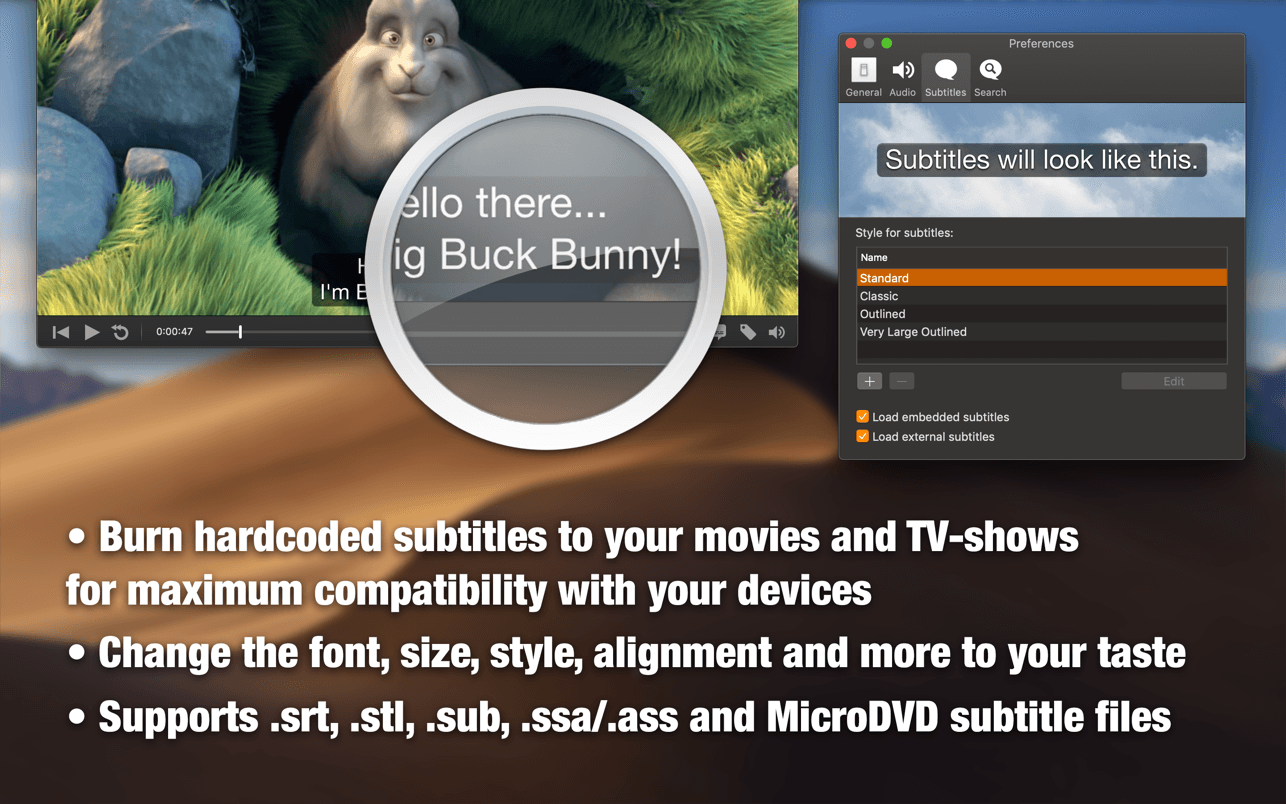 Preferences
General Audio Subtitles Search
Subtitles will look like this.
Style for subtitles:
Name
Standard
Classic
Outlined
Very Large Outlined
+ − Edit
Load embedded subtitles
Load external subtitles
ello there...
ig Buck Bunny!
H
I'm B
0:00:47
• Burn hardcoded subtitles to your movies and TV-shows
for maximum compatibility with your devices
• Change the font, size, style, alignment and more to your taste
• Supports .srt, .stl, .sub, .ssa/.ass and MicroDVD subtitle files